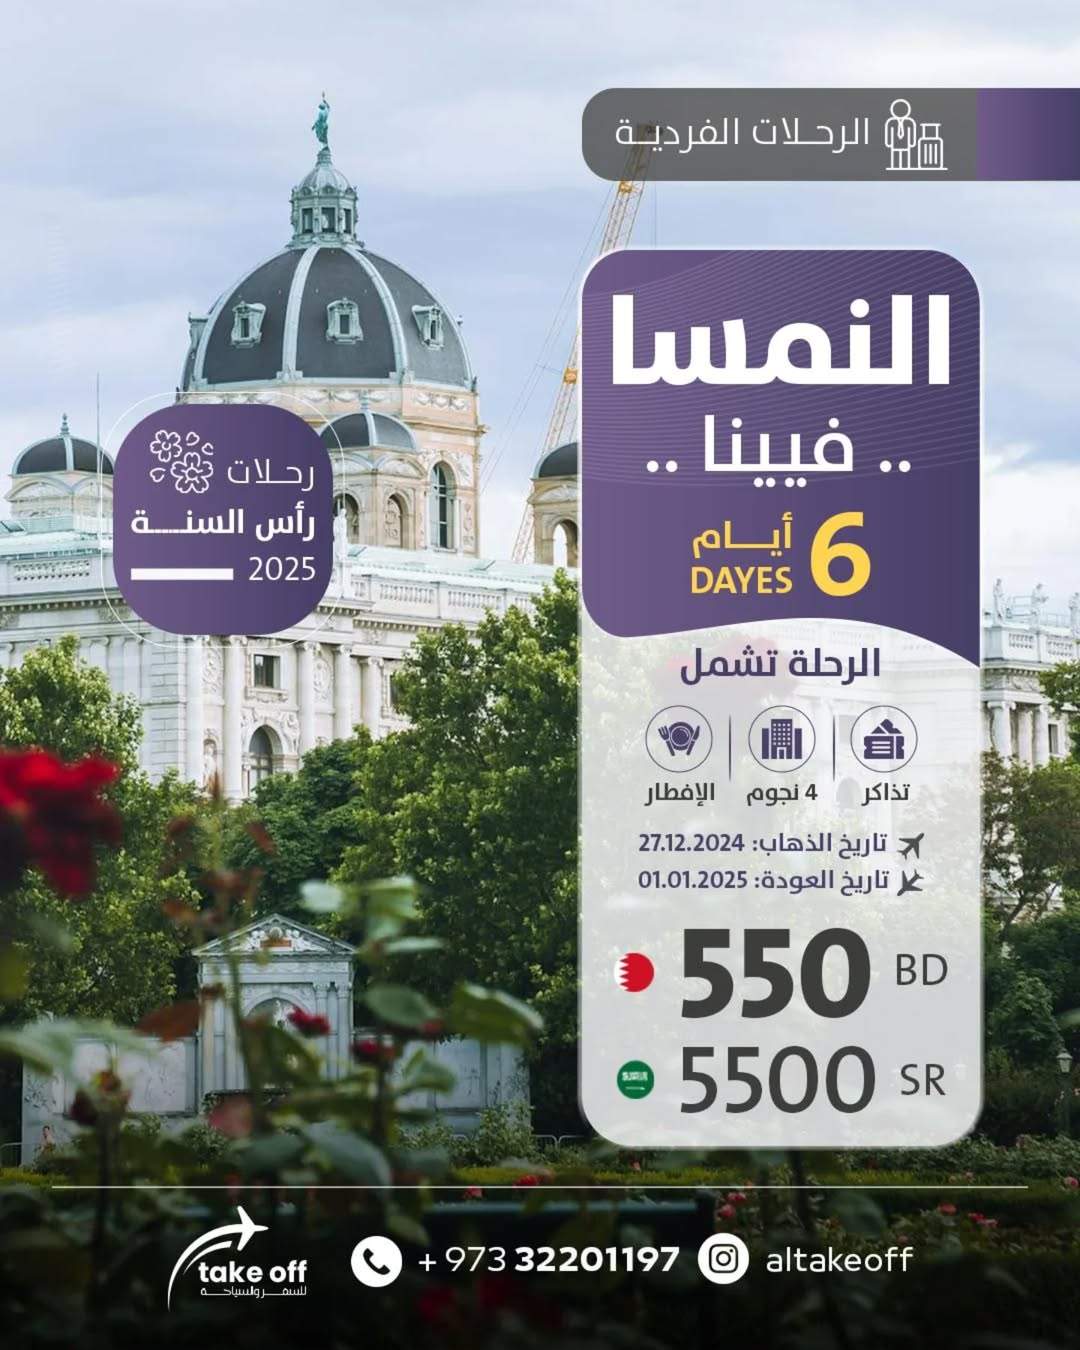 الرحلات الفردية
النمسا
.. فيينا ..
6 أيام
DAYES
رحلات
رأس السنة
2025
الرحلة تشمل
تذاكر
4 نجوم
الإفطار
تاريخ الذهاب: 27.12.2024
تاريخ العودة: 01.01.2025
550 BD
5500 SR
take off
للسفر والسياحة
+ 973 32201197
altakeoff